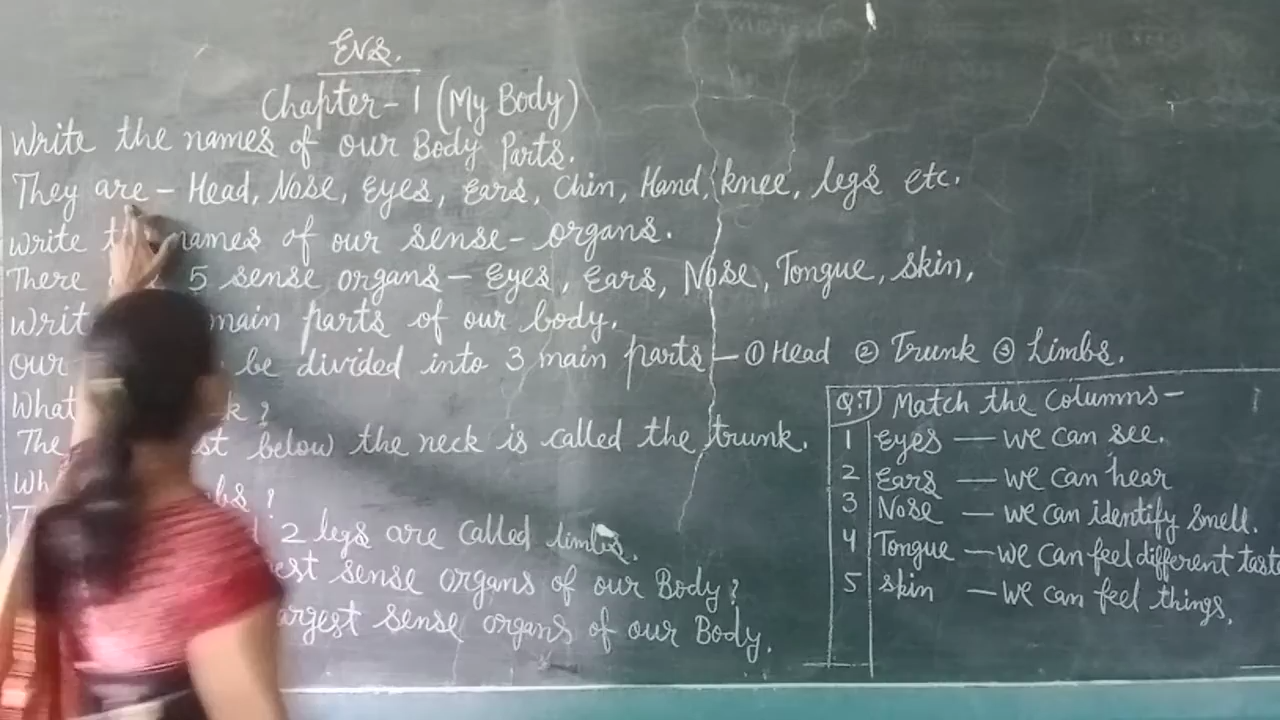 EVS.
Chapter-1 (My Body)
Write the names of our Body Parts.
They are - Head, Nose, Eyes, Ears, Chin, Hand, knee, legs etc.
write names of our sense-organs.
There 5 sense organs - Eyes, Ears, Nose, Tongue, skin,
main parts of our body.
our be divided into 3 main parts - ① Head ② Trunk ③ Limbs.
What ?
The below the neck is called the trunk.
?
2 legs are called limbs.
sense organs of our Body?
sense organs of our Body.
Q.7) Match the columns-
1 Eyes - we can see.
2 Ears - we can hear
3 Nose - we can identify smell.
4 Tongue - we can feel different taste
5 skin - we can feel things.